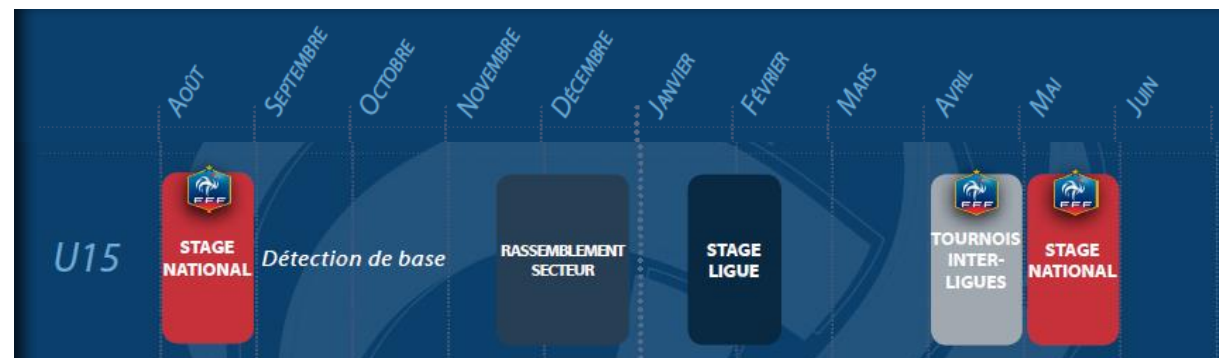 AOÛT
SEPTEMBRE
OCTOBRE
NOVEMBRE
DÉCEMBRE
JANVIER
FÉVRIER
MARS
AVRIL
MAI
JUIN
U15
FFF
STAGE
NATIONAL
Détection de base
RASSEMBLEMENT
SECTEUR
STAGE
LIGUE
FFF
TOURNOIS
INTER-
LIGUES
FFF
STAGE
NATIONAL